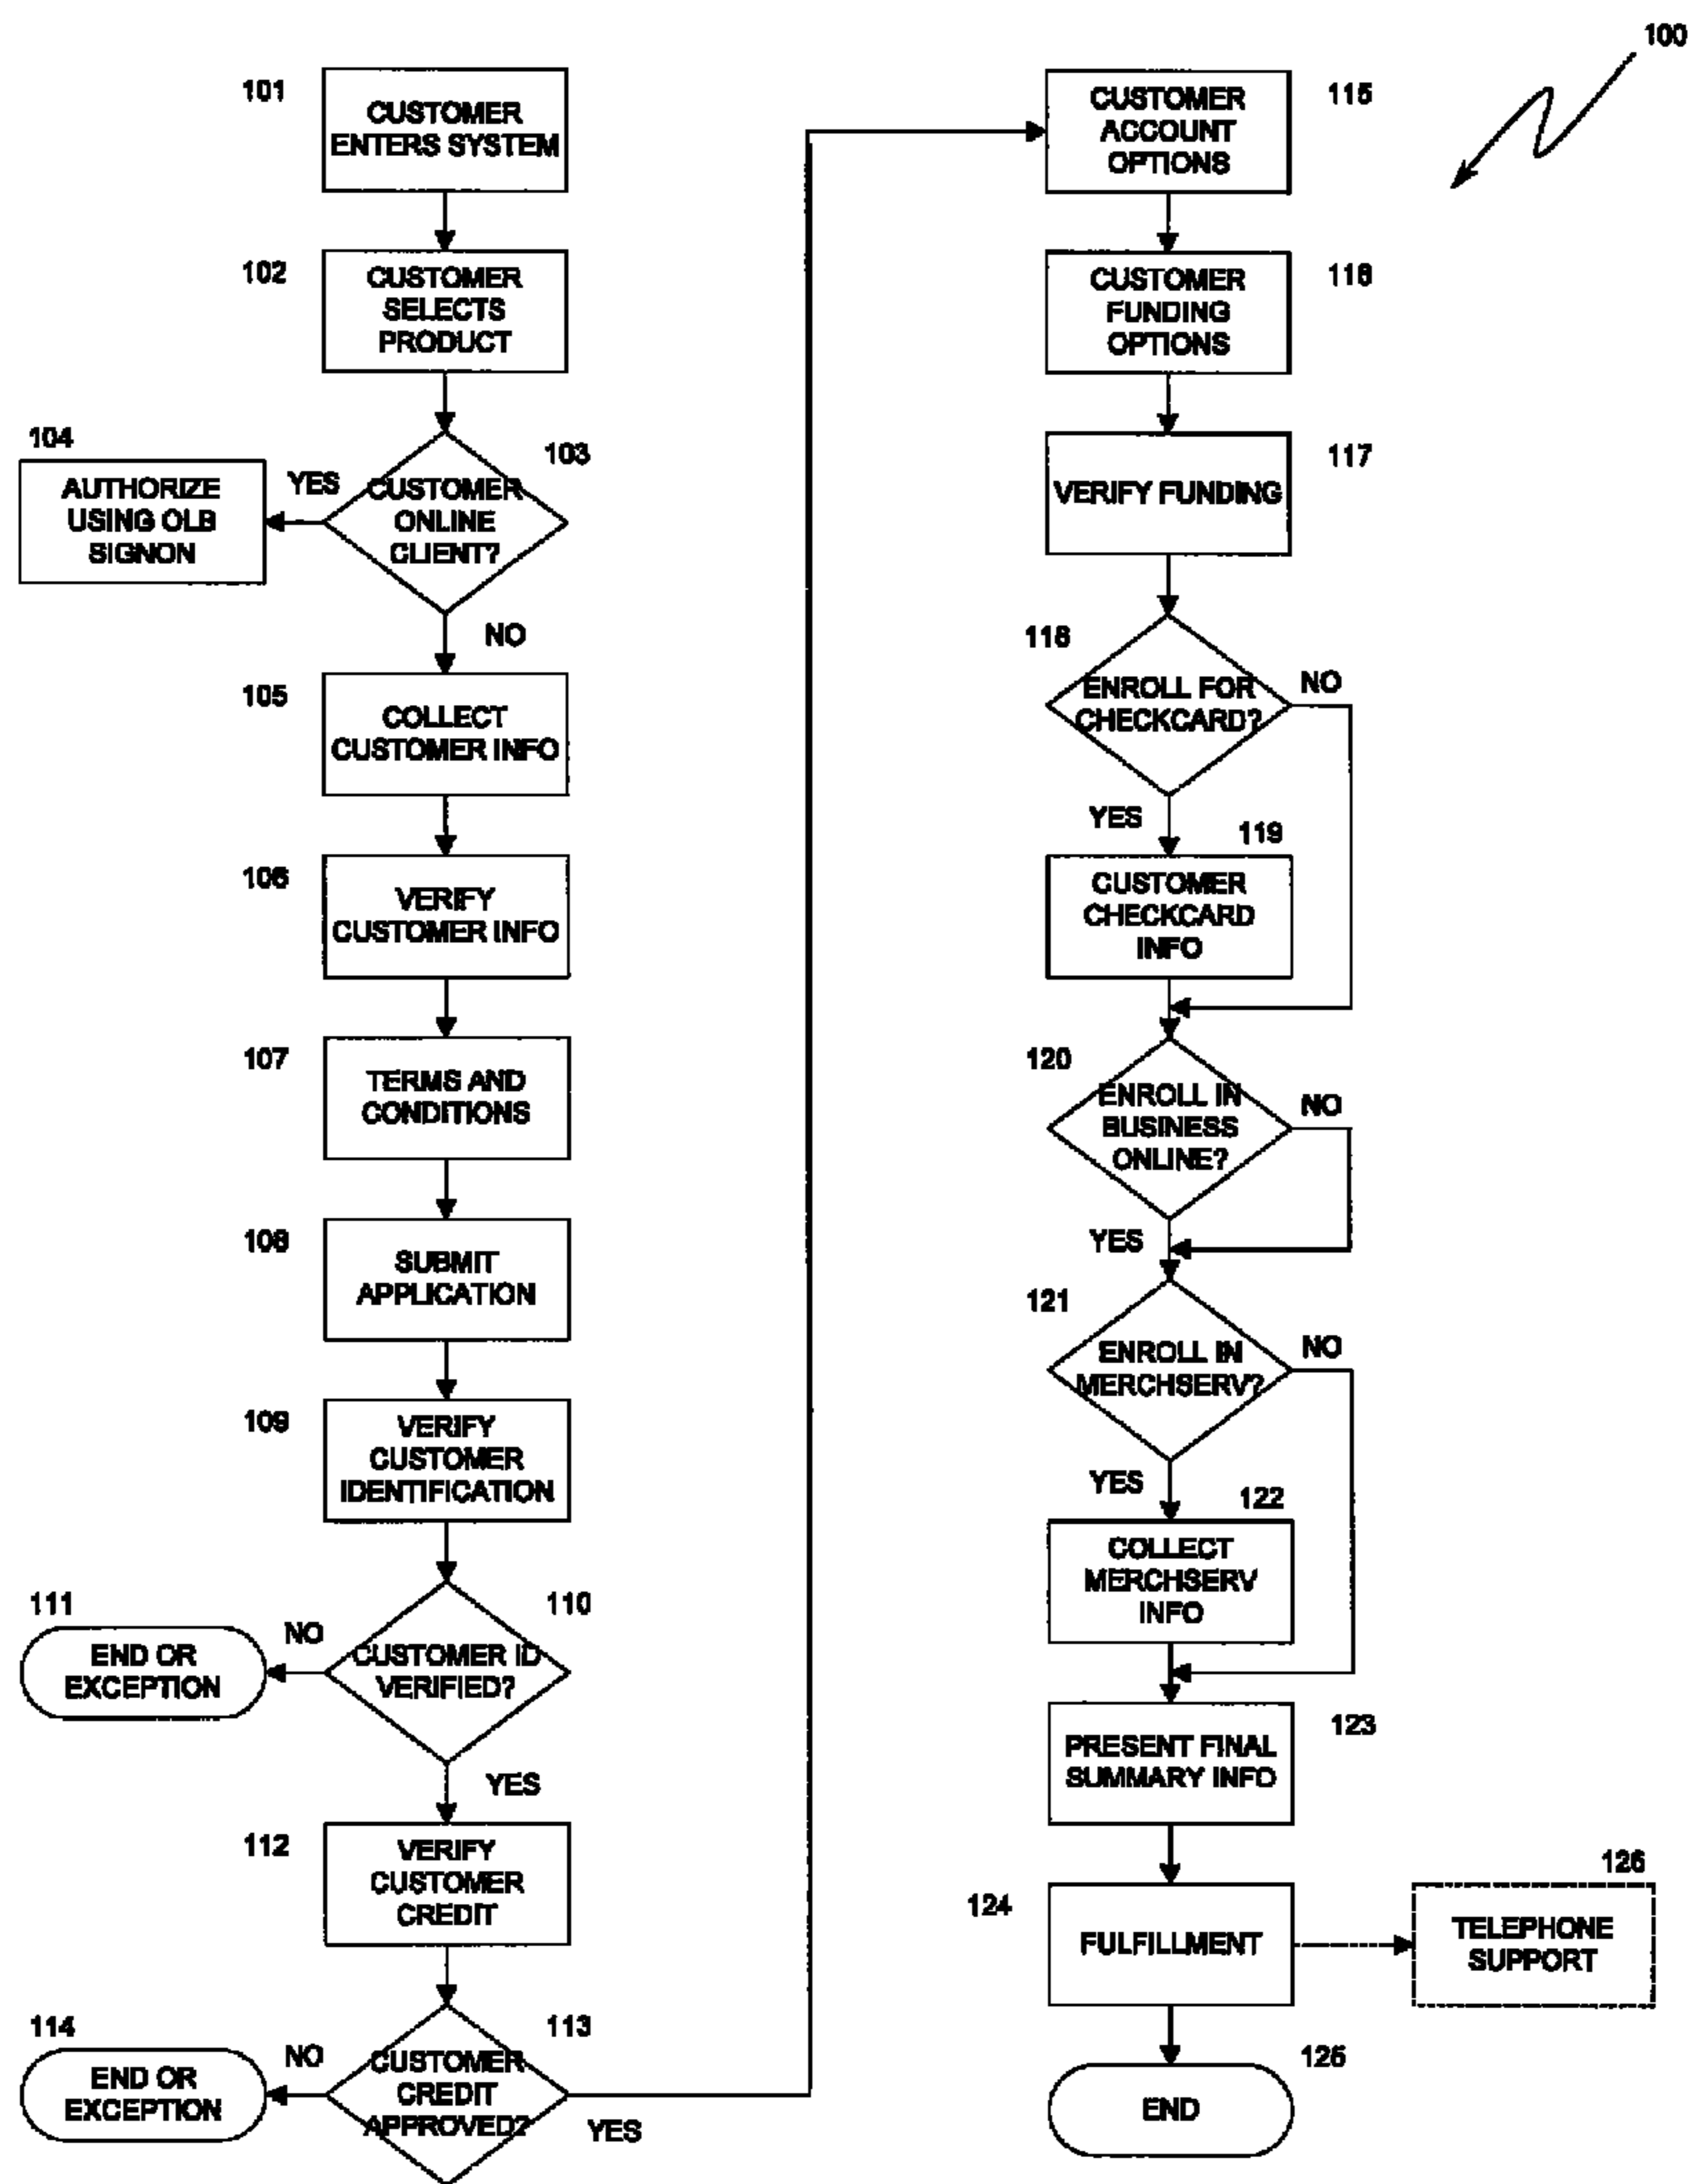 100
101
CUSTOMER
ENTERS SYSTEM
102
CUSTOMER
SELECTS
PRODUCT
103
CUSTOMER
ONLINE
CLIENT?
YES
104
AUTHORIZE
USING OLB
SIGNON
NO
105
COLLECT
CUSTOMER INFO
106
VERIFY
CUSTOMER INFO
107
TERMS AND
CONDITIONS
108
SUBMIT
APPLICATION
109
VERIFY
CUSTOMER
IDENTIFICATION
110
CUSTOMER ID
VERIFIED?
NO
111
END OR
EXCEPTION
YES
112
VERIFY
CUSTOMER
CREDIT
113
CUSTOMER
CREDIT
APPROVED?
NO
114
END OR
EXCEPTION
YES
115
CUSTOMER
ACCOUNT
OPTIONS
116
CUSTOMER
FUNDING
OPTIONS
117
VERIFY FUNDING
118
ENROLL FOR
CHECKCARD?
NO
YES
119
CUSTOMER
CHECKCARD
INFO
120
ENROLL IN
BUSINESS
ONLINE?
NO
YES
121
ENROLL IN
MERCHSERV?
NO
YES
122
COLLECT
MERCHSERV
INFO
123
PRESENT FINAL
SUMMARY INFO
124
FULFILLMENT
126
TELEPHONE
SUPPORT
125
END